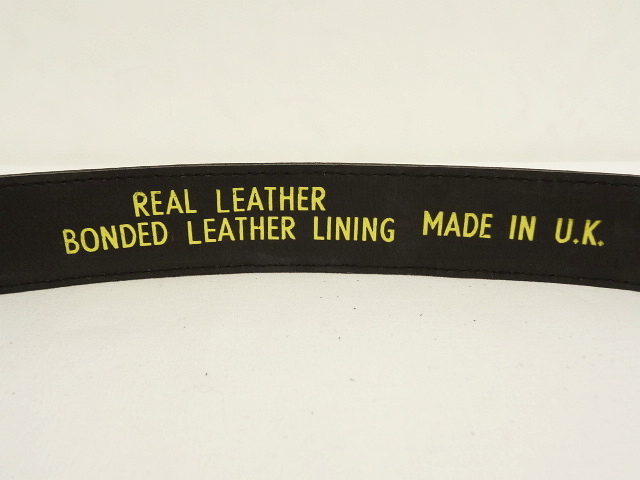 REAL LEATHER
BONDED LEATHER LINING MADE IN U.K.